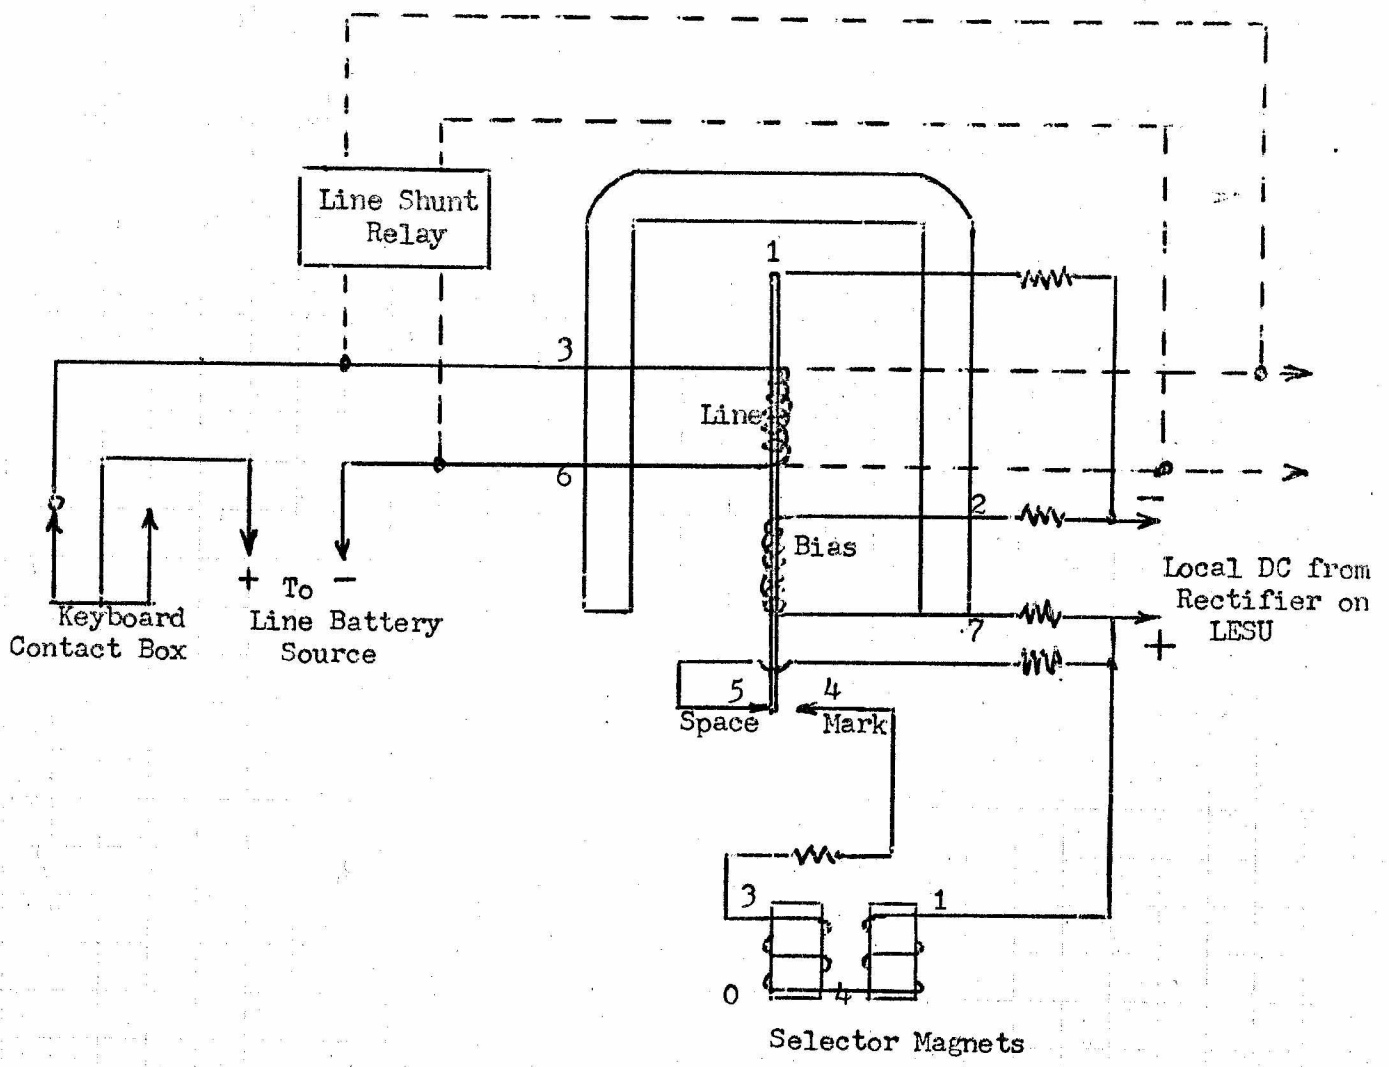 Line Shunt
Relay
1
3
Line
6
2
Bias
−
+ To −
Line Battery
Source
Keyboard
Contact Box
Local DC from
Rectifier on
LESU
7
+
5
4
Space
Mark
3
1
0
4
Selector Magnets